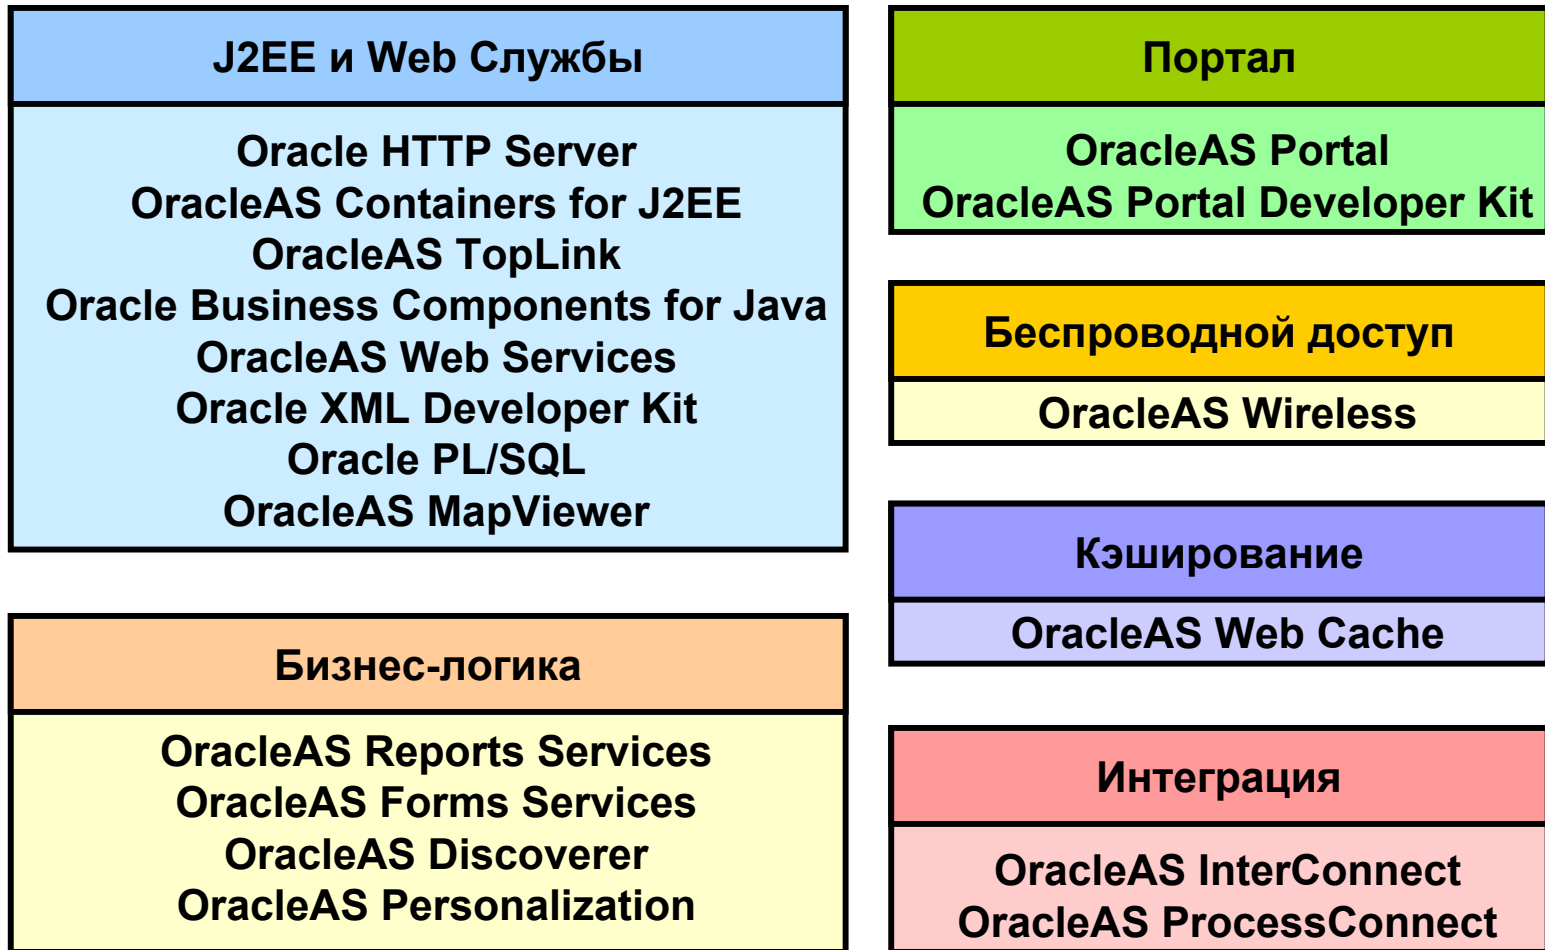 J2EE и Web Службы
Oracle HTTP Server
OracleAS Containers for J2EE
OracleAS TopLink
Oracle Business Components for Java
OracleAS Web Services
Oracle XML Developer Kit
Oracle PL/SQL
OracleAS MapViewer
Бизнес-логика
OracleAS Reports Services
OracleAS Forms Services
OracleAS Discoverer
OracleAS Personalization
Портал
OracleAS Portal
OracleAS Portal Developer Kit
Беспроводной доступ
OracleAS Wireless
Кэширование
OracleAS Web Cache
Интеграция
OracleAS InterConnect
OracleAS ProcessConnect